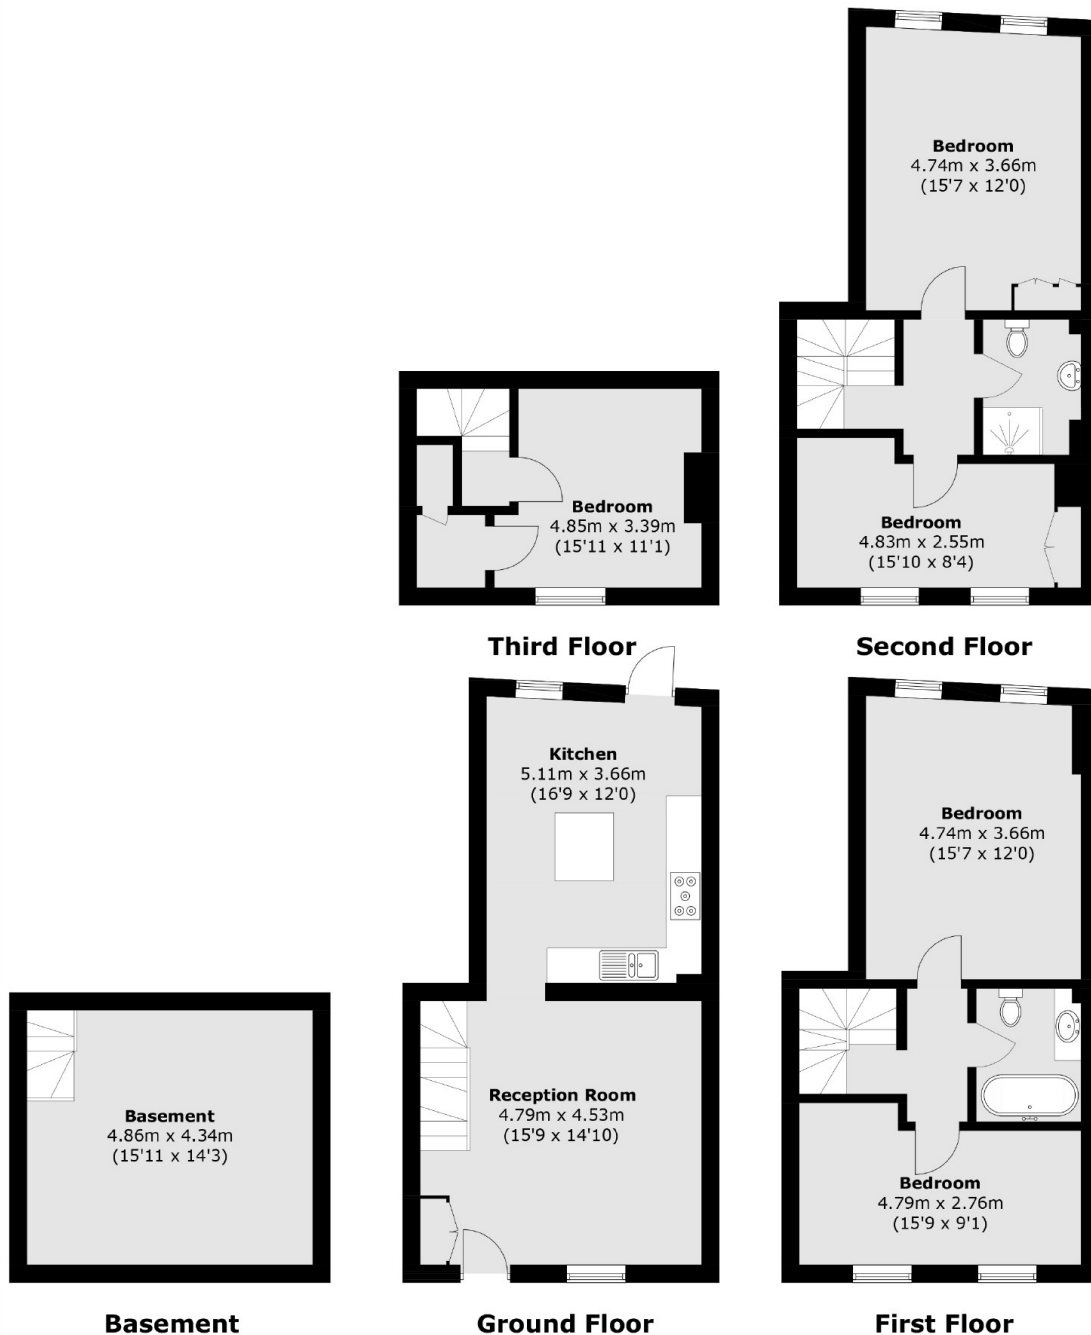 Bedroom
4.74m x 3.66m
(15'7 x 12'0)
Bedroom
4.85m x 3.39m
(15'11 x 11'1)
Bedroom
4.83m x 2.55m
(15'10 x 8'4)
Third Floor
Second Floor
Kitchen
5.11m x 3.66m
(16'9 x 12'0)
Bedroom
4.74m x 3.66m
(15'7 x 12'0)
Basement
4.86m x 4.34m
(15'11 x 14'3)
Reception Room
4.79m x 4.53m
(15'9 x 14'10)
Bedroom
4.79m x 2.76m
(15'9 x 9'1)
Basement
Ground Floor
First Floor